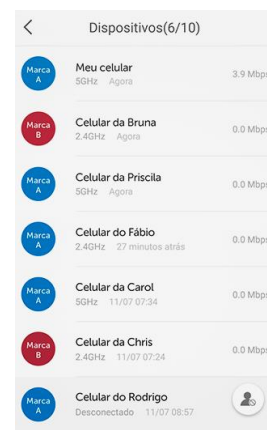 Dispositivos(6/10)
Marca A
Meu celular
3.9 Mbps
5GHz Agora
Marca B
Celular da Bruna
0.0 Mbps
2.4GHz Agora
Marca A
Celular da Priscila
0.0 Mbps
5GHz Agora
Marca A
Celular do Fábio
0.0 Mbps
2.4GHz 27 minutos atrás
Marca A
Celular da Carol
0.0 Mbps
5GHz 11/07 07:34
Marca B
Celular da Chris
0.0 Mbps
2.4GHz 11/07 07:24
Marca A
Celular do Rodrigo
Desconectado 11/07 08:57